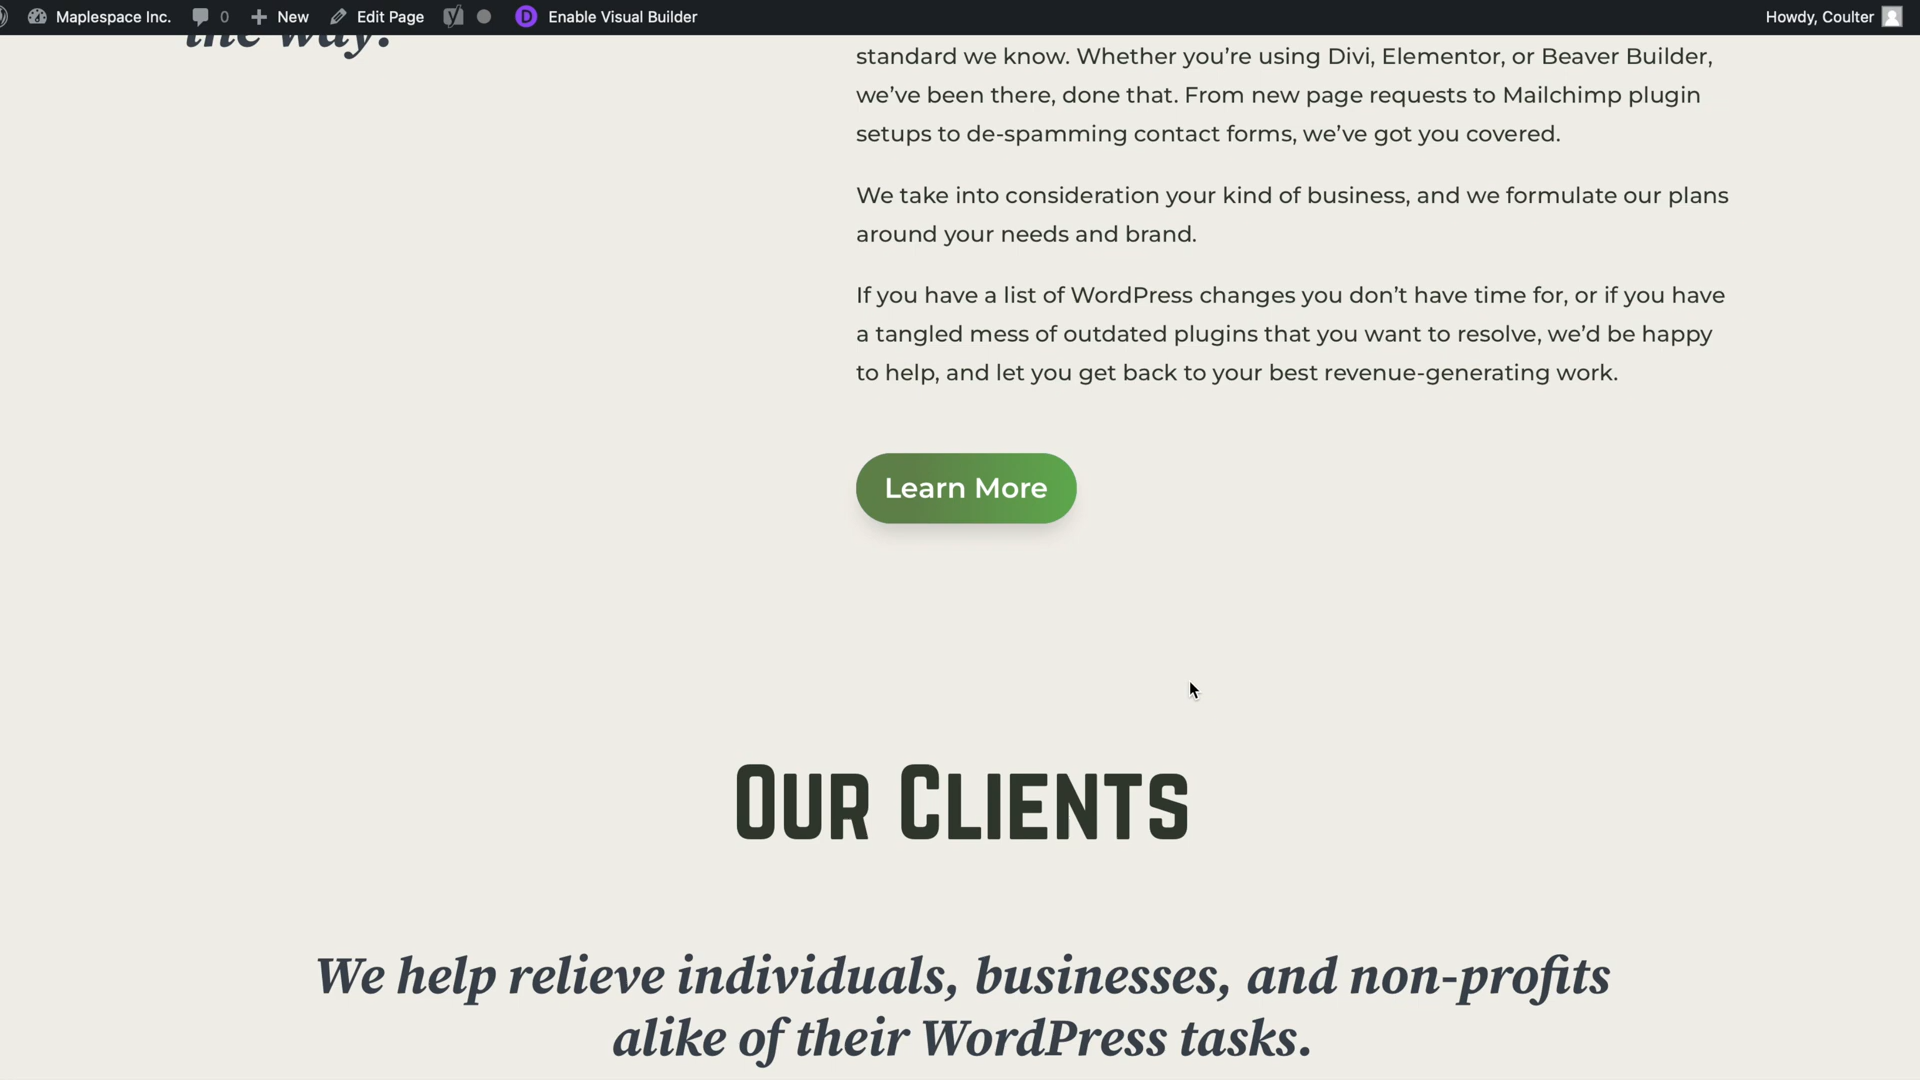 Maplespace Inc. 0 New Edit Page Enable Visual Builder Howdy, Coulter
the way.
standard we know. Whether you’re using Divi, Elementor, or Beaver Builder,
we’ve been there, done that. From new page requests to Mailchimp plugin
setups to de-spamming contact forms, we’ve got you covered.
We take into consideration your kind of business, and we formulate our plans
around your needs and brand.
If you have a list of WordPress changes you don’t have time for, or if you have
a tangled mess of outdated plugins that you want to resolve, we’d be happy
to help, and let you get back to your best revenue-generating work.
Learn More
Our Clients
We help relieve individuals, businesses, and non-profits
alike of their WordPress tasks.